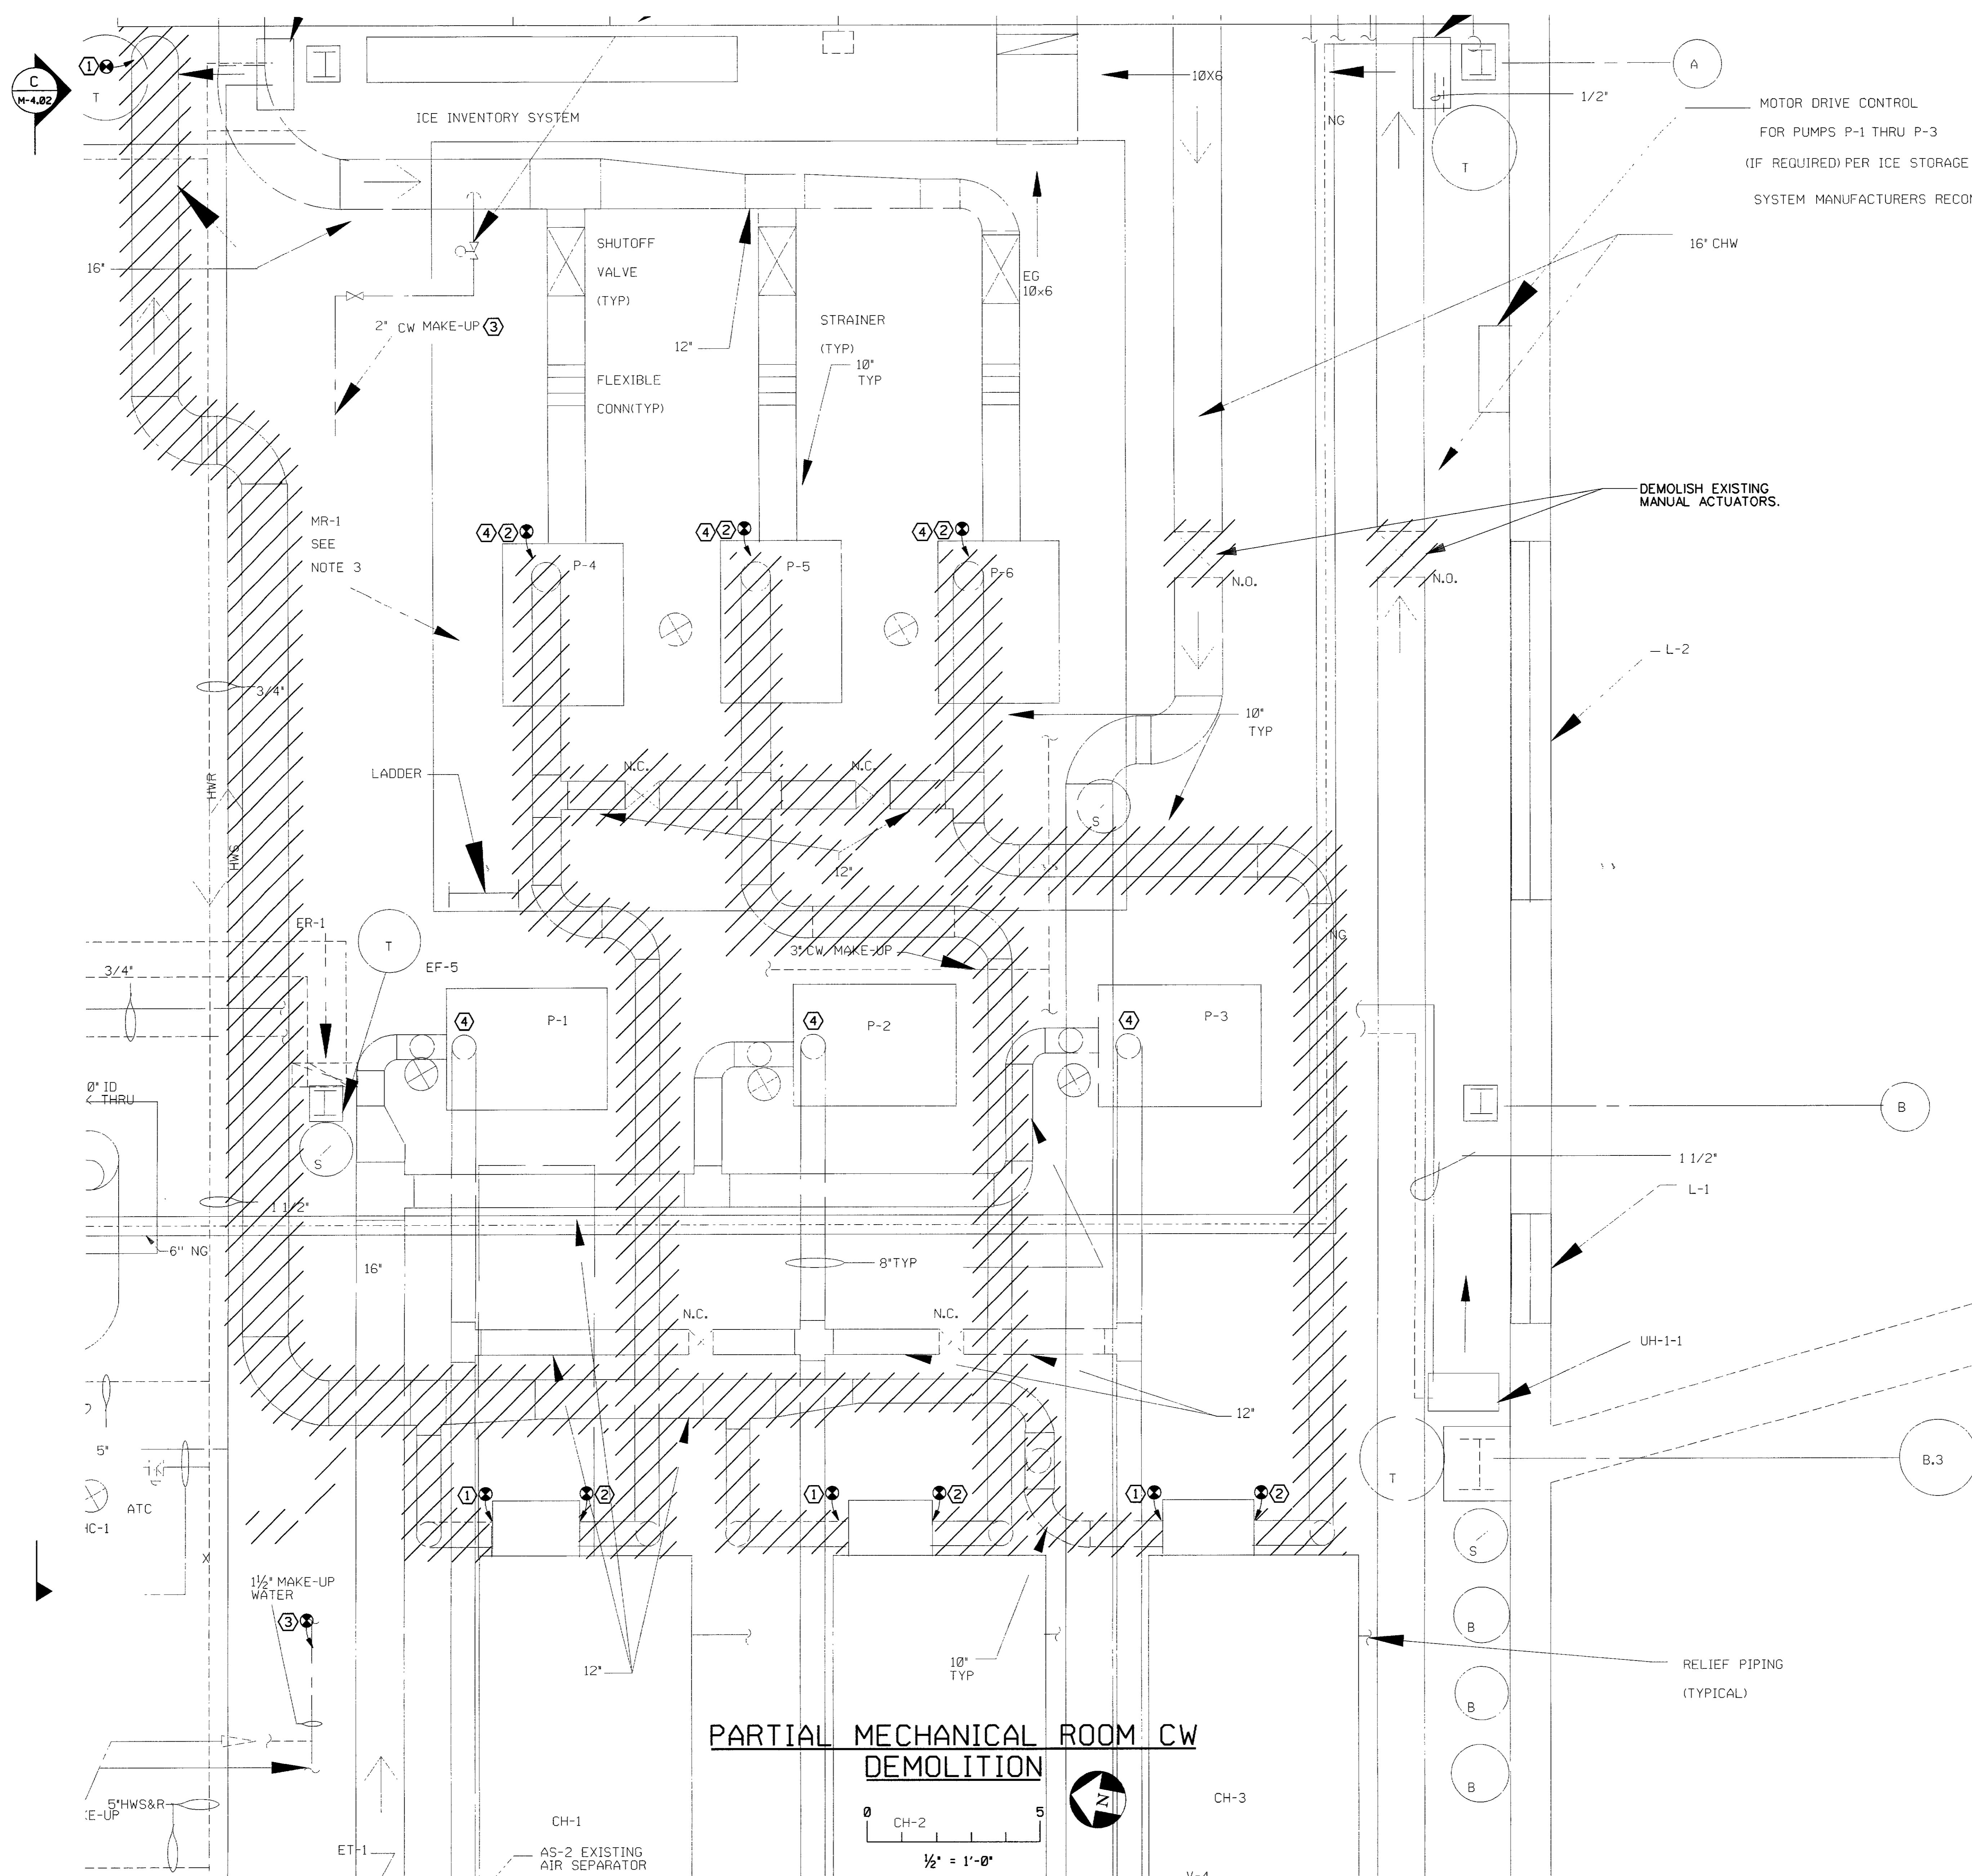 C
M-4.02
1
T
ICE INVENTORY SYSTEM
10X6
NG
1/2"
A
T
MOTOR DRIVE CONTROL
FOR PUMPS P-1 THRU P-3
(IF REQUIRED) PER ICE STORAGE
SYSTEM MANUFACTURERS
16" CHW
16"
SHUTOFF
VALVE
(TYP)
EG
10x6
2" CW MAKE-UP 3
STRAINER
(TYP)
12"
10"
TYP
FLEXIBLE
CONN(TYP)
DEMOLISH EXISTING
MANUAL ACTUATORS.
MR-1
SEE
NOTE 3
4 2
4 2
4 2
P-4
P-5
P-6
N.O.
N.O.
L-2
3/4"
10"
TYP
HWR
HWS
LADDER
N.C.
N.C.
S
12"
ER-1
T
EF-5
3/4"
3" CW MAKE-UP
NG
4
P-1
4
P-2
4
P-3
0" ID
THRU
B
S
1 1/2"
1 1/2"
L-1
6" NG
16"
8"TYP
N.C.
N.C.
UH-1-1
12"
5"
ATC
HC-1
1
2
1
2
1
2
T
B.3
S
X
1½" MAKE-UP
WATER
3
B
12"
10"
TYP
RELIEF PIPING
(TYPICAL)
B
PARTIAL MECHANICAL ROOM CW
DEMOLITION
B
N
5"HWS&R
KE-UP
0
5
CH-1
CH-2
CH-3
ET-1
AS-2 EXISTING
AIR SEPARATOR
½" = 1'-0"
V-4